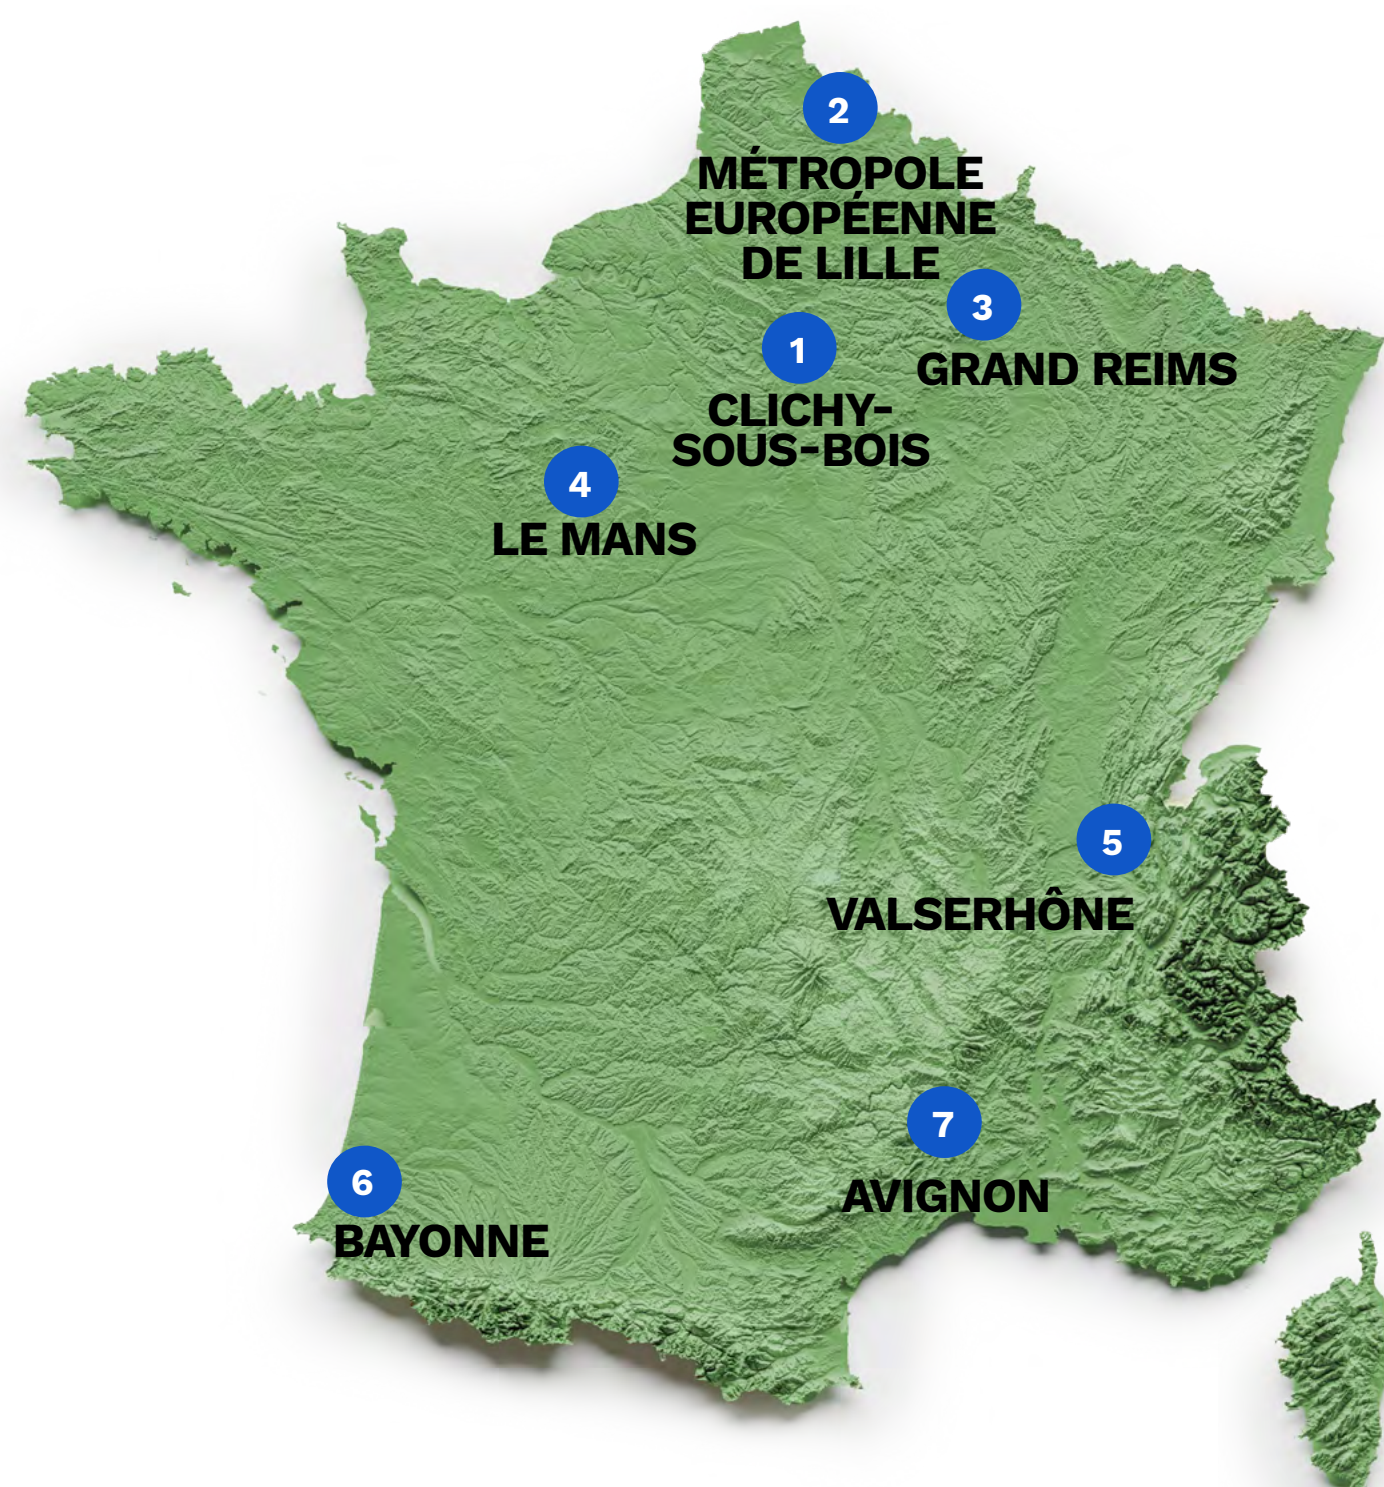 2
MÉTROPOLE
EUROPÉENNE
DE LILLE
3
GRAND REIMS
1
CLICHY-
SOUS-BOIS
4
LE MANS
5
VALSERHÔNE
7
AVIGNON
6
BAYONNE